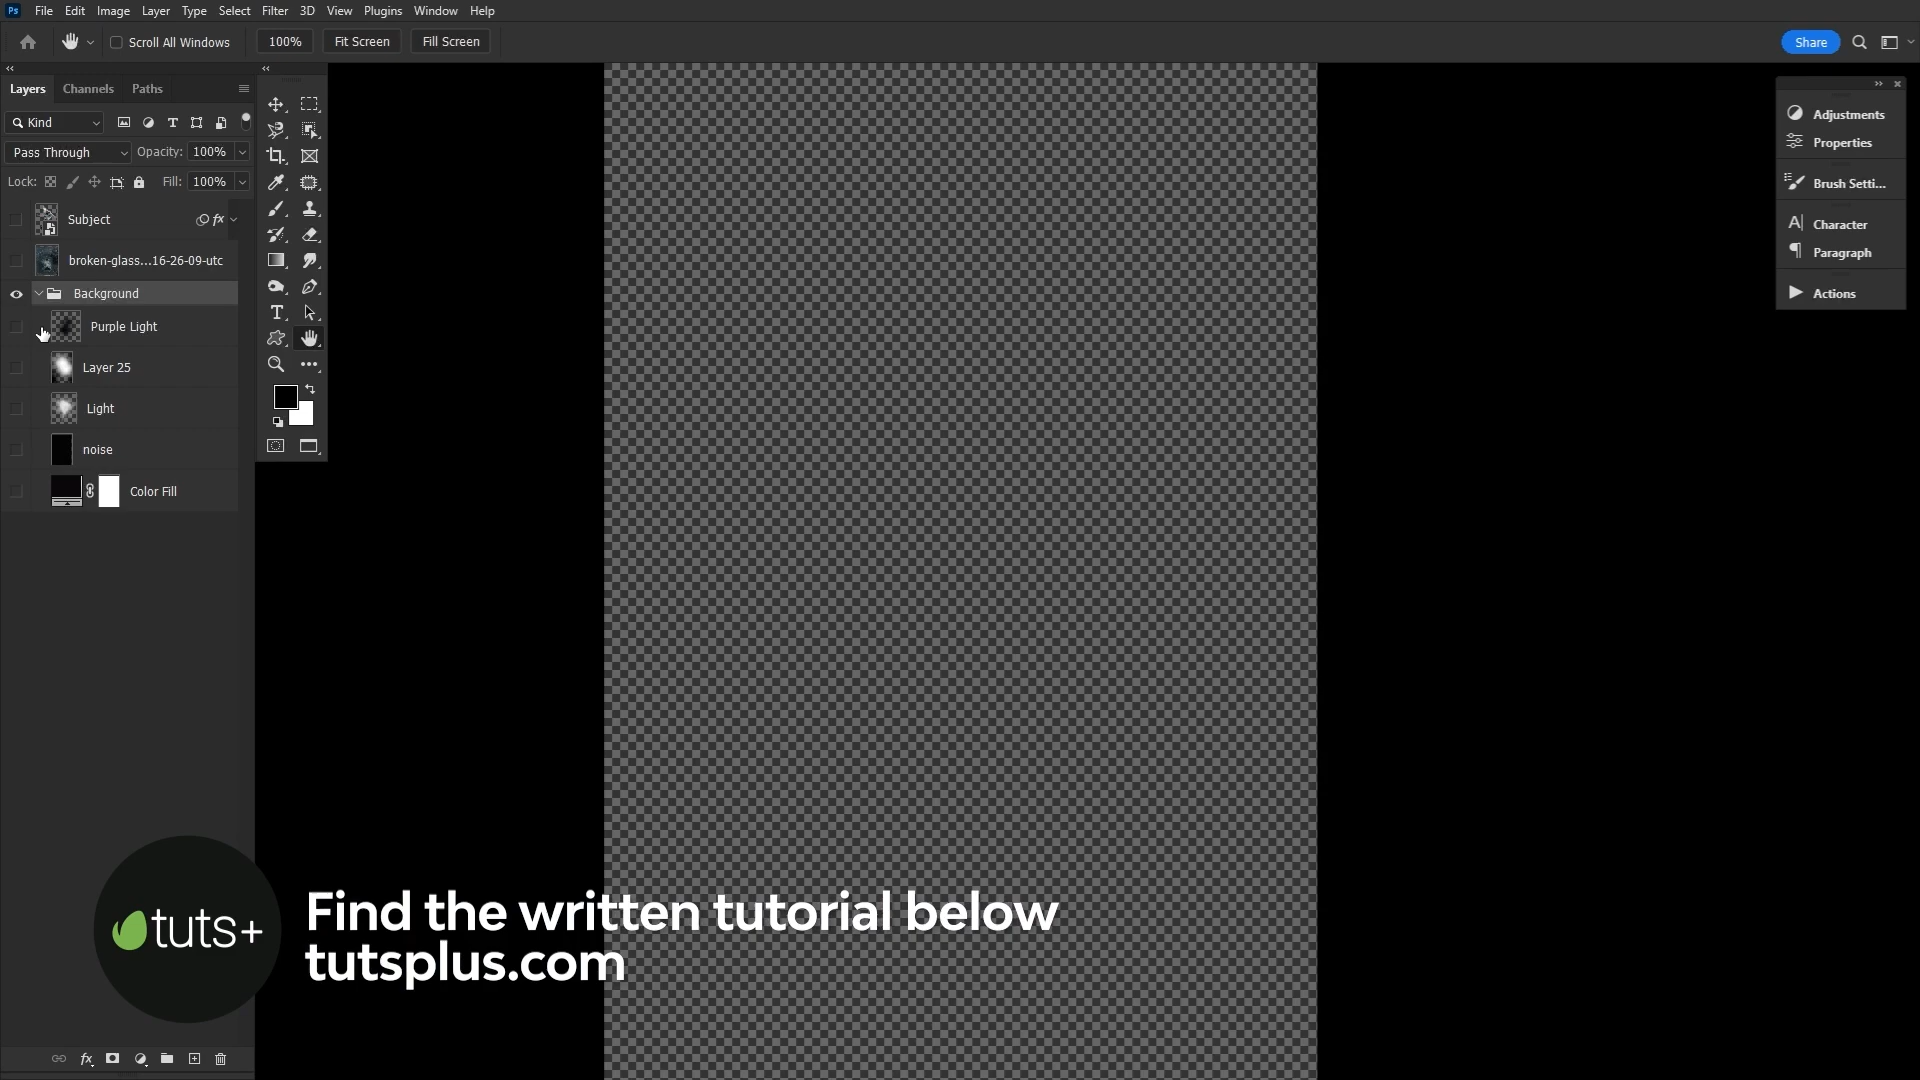 Ps File Edit Image Layer Type Select Filter 3D View Plugins Window Help
Scroll All Windows 100% Fit Screen Fill Screen Share
Layers Channels Paths
Kind
Pass Through Opacity: 100%
Lock: Fill: 100%
Subject fx
broken-glass...16-26-09-utc
Background
Purple Light
Layer 25
Light
noise
Color Fill
Adjustments
Properties
Brush Setti...
Character
Paragraph
Actions
tuts+
Find the written tutorial below
tutsplus.com
fx